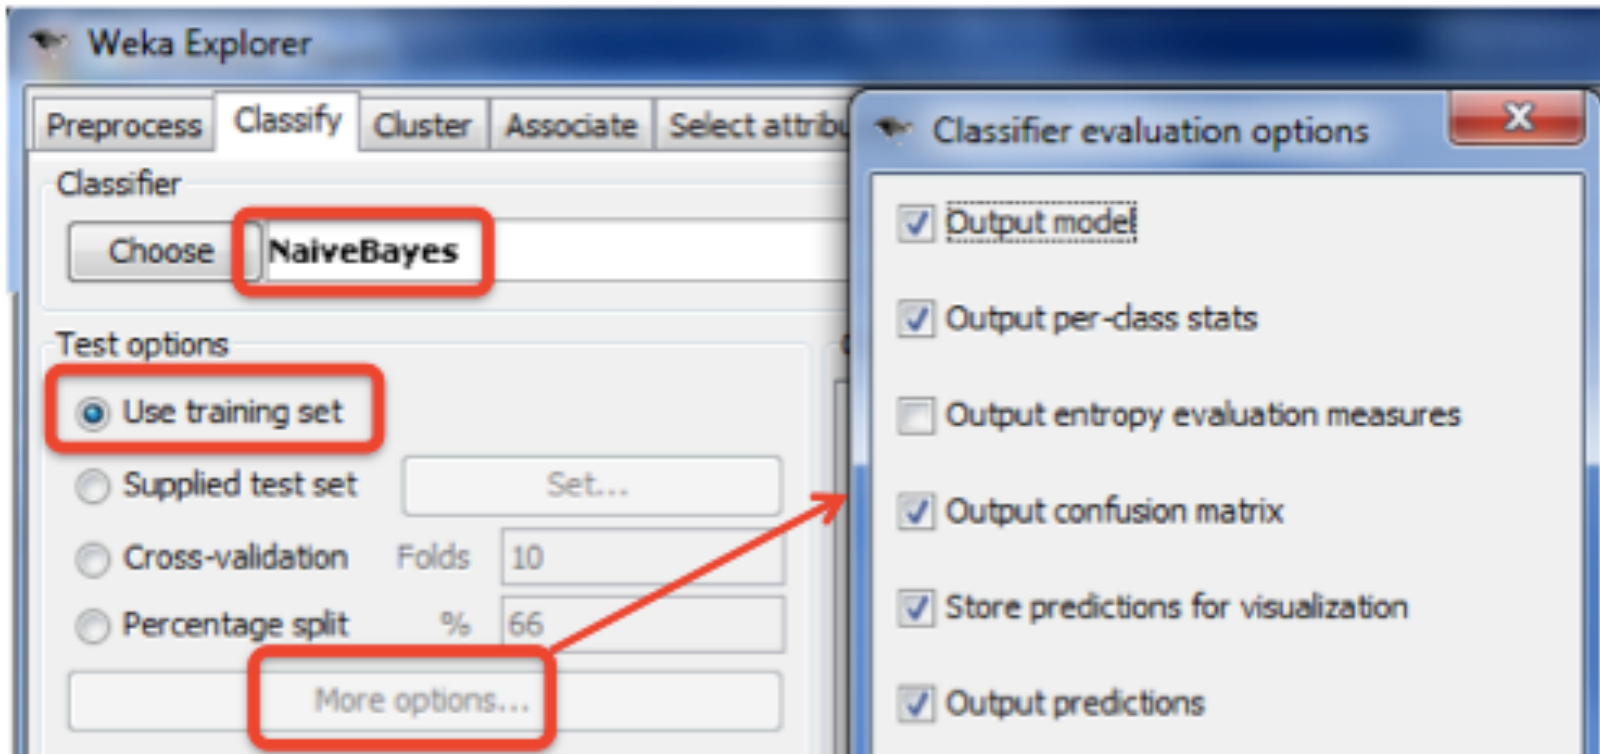 Weka Explorer
Preprocess Classify Cluster Associate Select attribu
Classifier
Choose NaiveBayes
Test options
Use training set
Supplied test set Set...
Cross-validation Folds 10
Percentage split % 66
More options...
Classifier evaluation options
Output model
Output per-class stats
Output entropy evaluation measures
Output confusion matrix
Store predictions for visualization
Output predictions